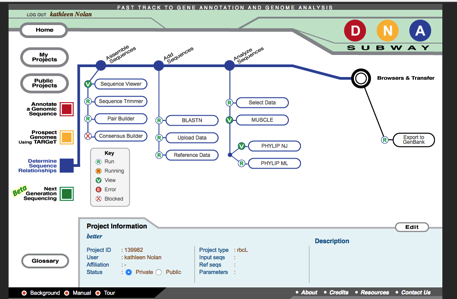 FAST TRACK TO GENE ANNOTATION AND GENOME ANALYSIS
LOG OUT kathleen Nolan
Home
DNA
SUBWAY
My
Projects
Public
Projects
Annotate
a Genomic
Sequence
Prospect
Genomes
Using TARGeT
Determine
Sequence
Relationships
Beta
Next
Generation
Sequencing
Glossary
Assemble
Sequences
Add
Sequences
Analyze
Sequences
V Sequence Viewer
R Sequence Trimmer
R Pair Builder
X Consensus Builder
R BLASTN
R Upload Data
R Reference Data
R Select Data
V MUSCLE
V PHYLIP NJ
R PHYLIP ML
Browsers & Transfer
R Export to
GenBank
Key
R Run
R Running
V View
Error
X Blocked
Project Information
Edit
better
Project ID : 139982
User : kathleen Nolan
Affiliation : -
Status : Private Public
Project type : rbcL
Input seqs :
Ref seqs :
Parameters :
Description
Background Manual Tour
About Credits Resources Contact Us